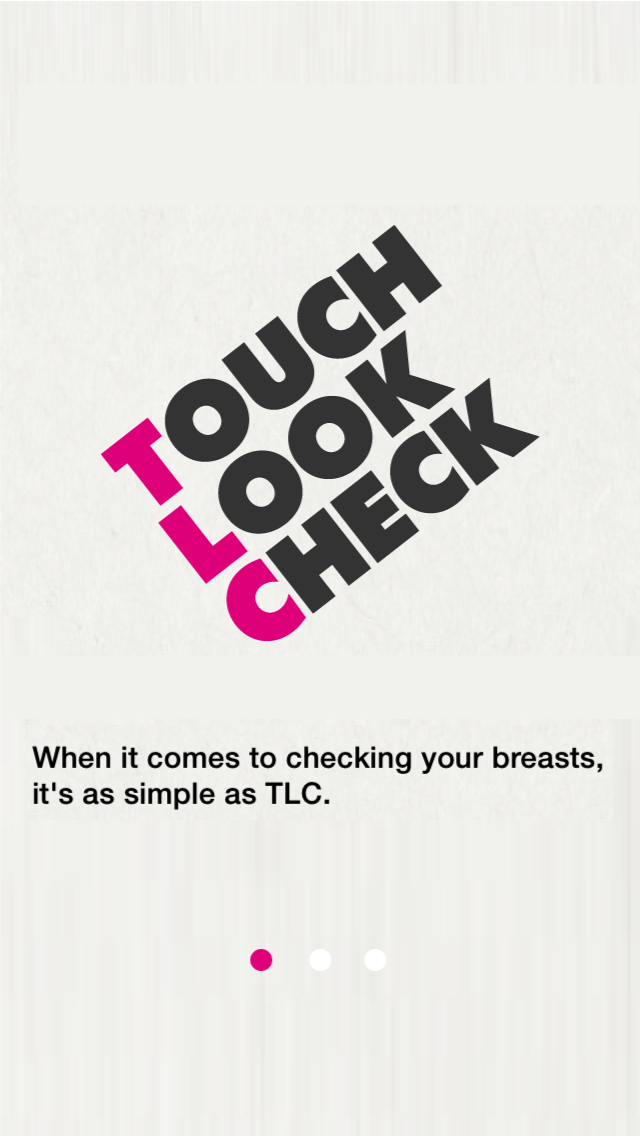 TOUCH
LOOK
CHECK
When it comes to checking your breasts,
it's as simple as TLC.